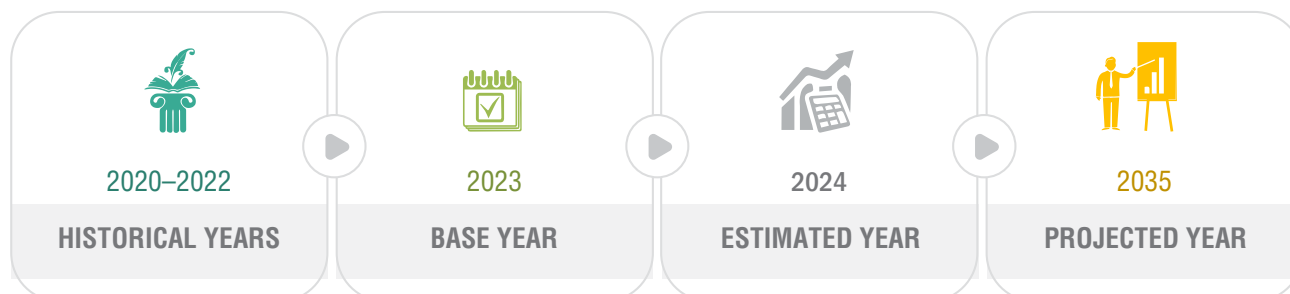 2020–2022
HISTORICAL YEARS
2023
BASE YEAR
2024
ESTIMATED YEAR
2035
PROJECTED YEAR